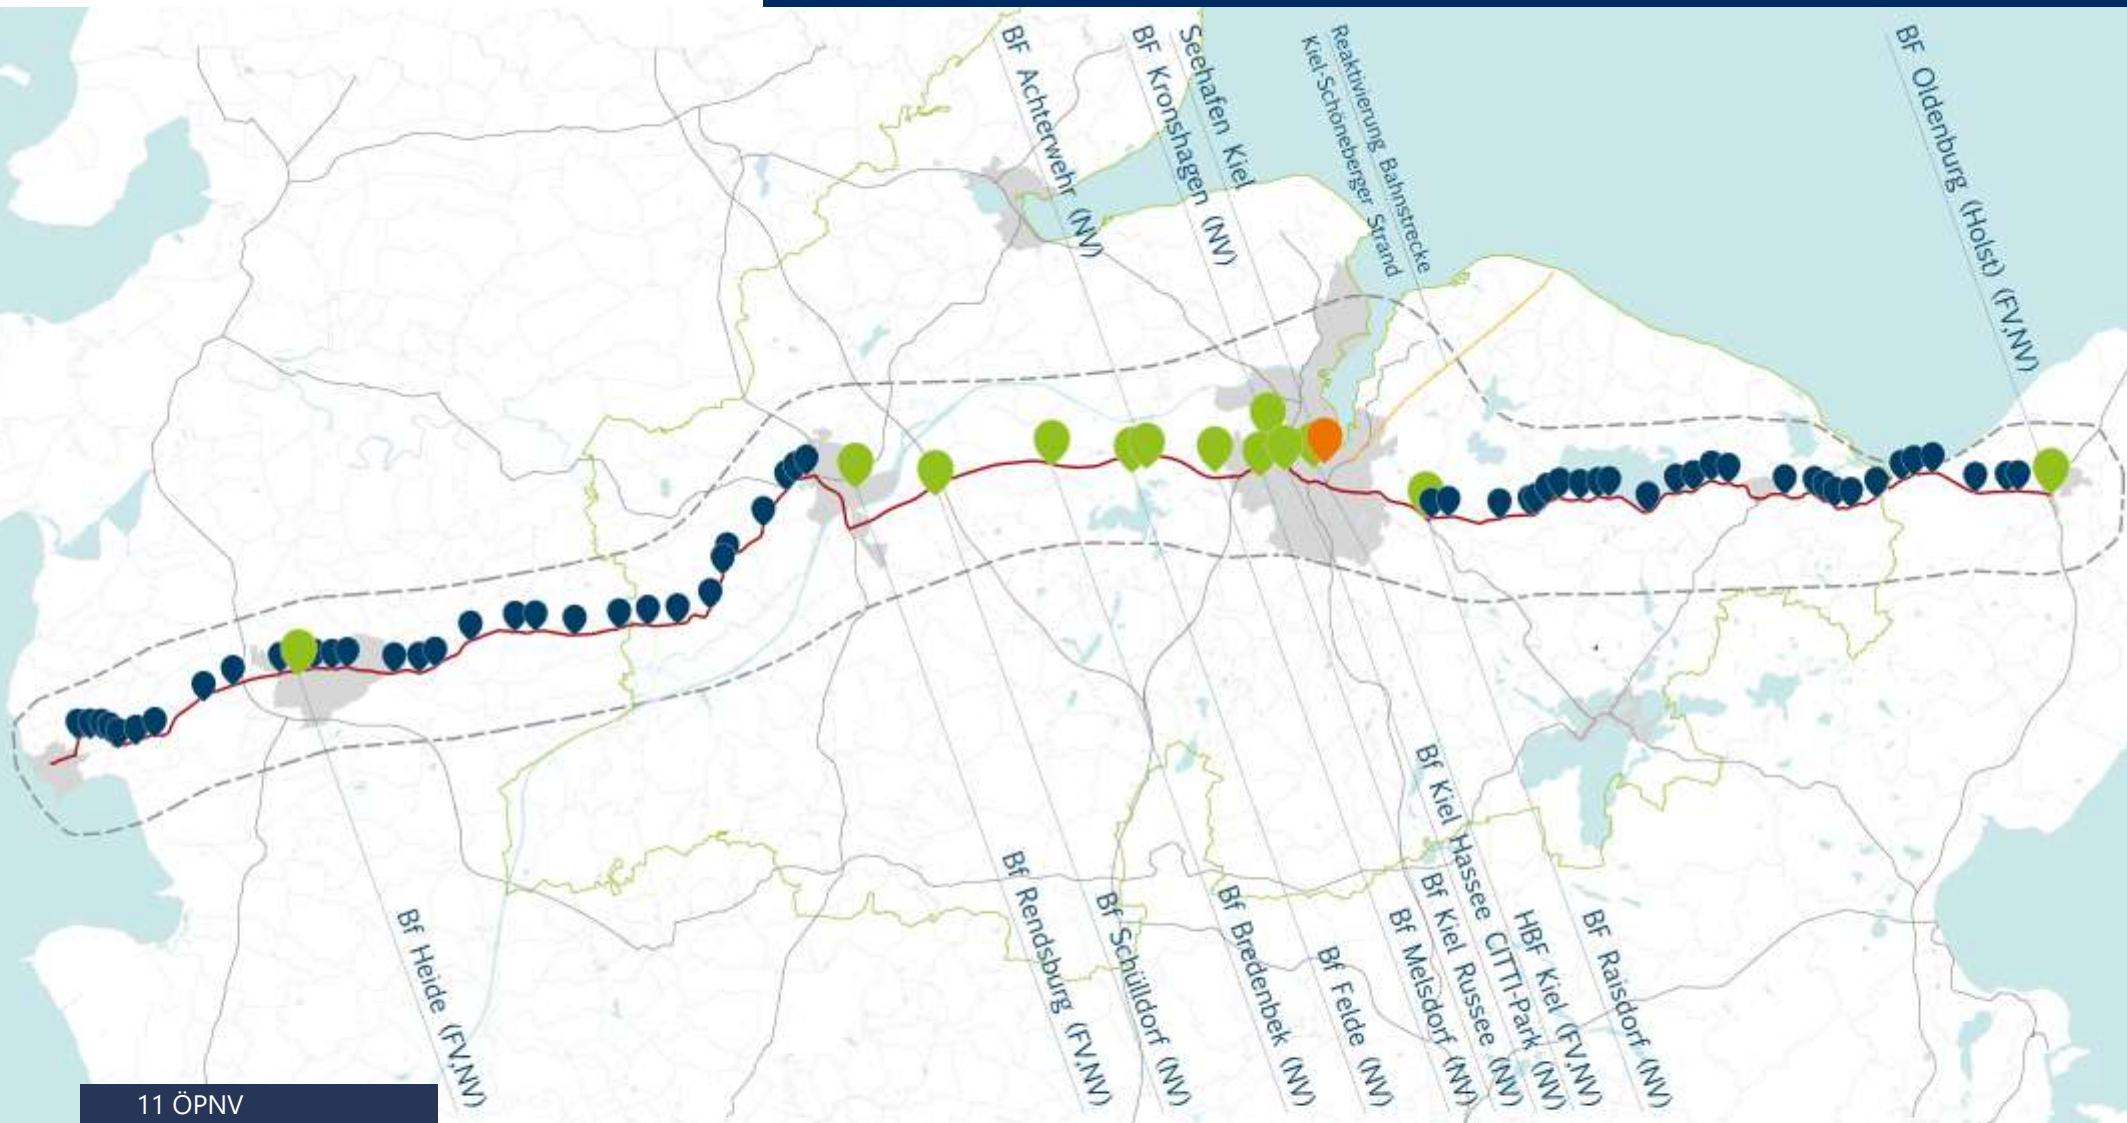 BF Achterwehr (NV)
BF Kronshagen (NV)
Seehafen Kiel
Reaktivierung Bahnstrecke
Kiel-Schöneberger Strand
BF Oldenburg (Holst) (FV,NV)
Bf Heide (FV,NV)
Bf Rendsburg (FV,NV)
Bf Schülldorf (NV)
Bf Bredenbek (NV)
Bf Felde (NV)
Bf Melsdorf (NV)
Bf Kiel Russee (NV)
Bf Kiel Hassee CITTI-Park (NV)
HBF Kiel (FV,NV)
BF Raisdorf (NV)
11 ÖPNV